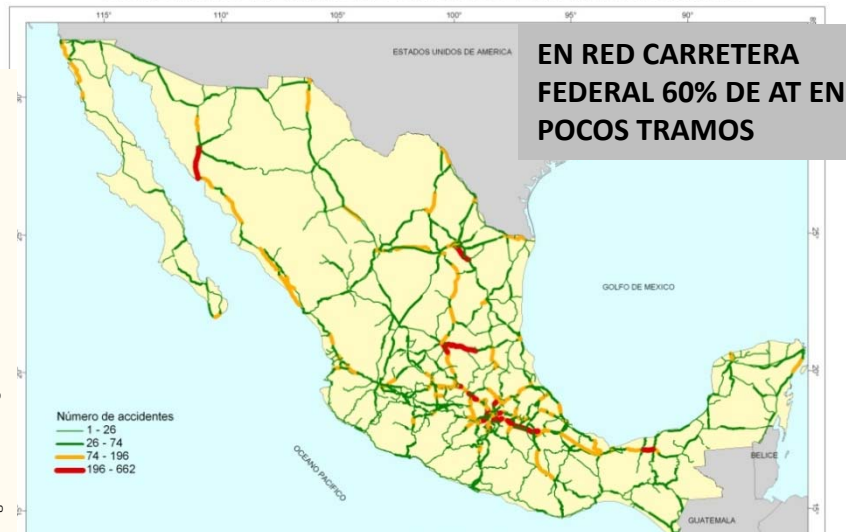 115° 110° 105° 100° 95° 90°
ESTADOS UNIDOS DE AMERICA
EN RED CARRETERA
FEDERAL 60% DE AT EN
POCOS TRAMOS
GOLFO DE MEXICO
Número de accidentes
1 - 26
26 - 74
74 - 196
196 - 662
OCEANO PACIFICO
BELICE
GUATEMALA